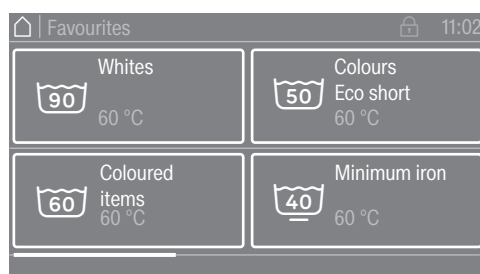 Favourites 11:02
Whites
90
60 °C
Colours
Eco short
50
60 °C
Coloured
items
60
60 °C
Minimum iron
40
60 °C